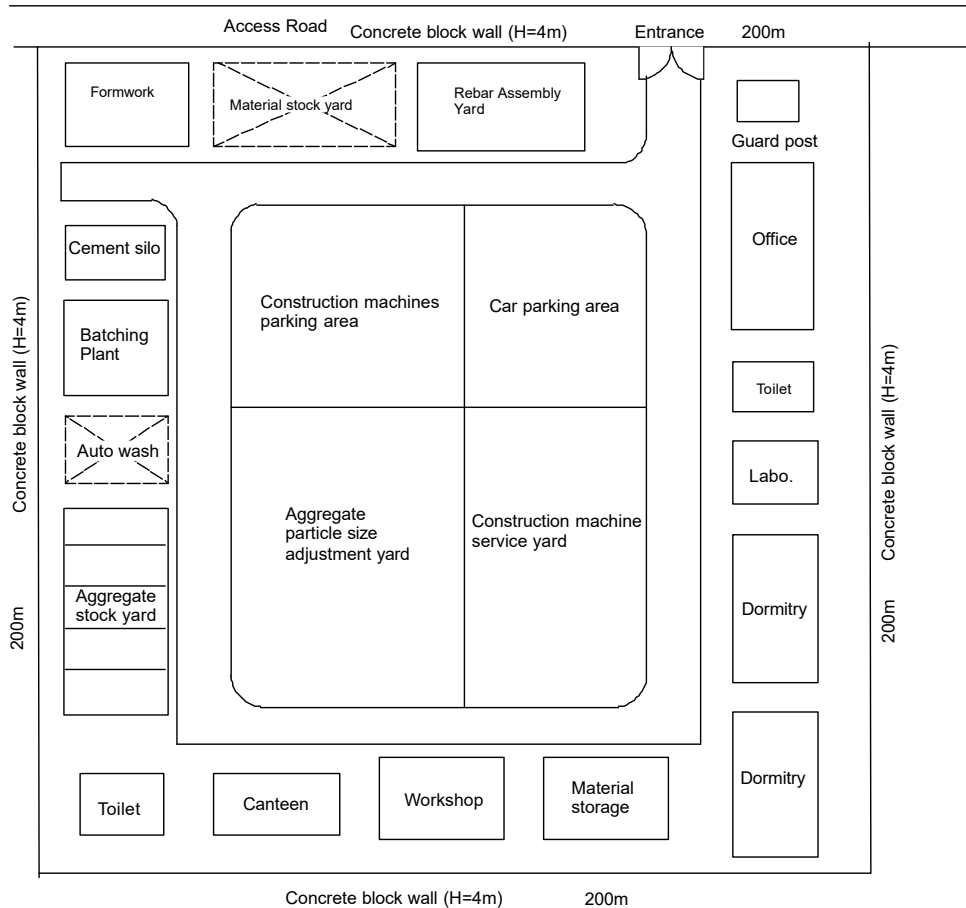 Access Road
Concrete block wall (H=4m)
Entrance
200m
Formwork
Material stock yard
Rebar Assembly
Yard
Guard post
Cement silo
Office
Construction machines
parking area
Car parking area
Concrete block wall (H=4m)
Batching
Plant
Concrete block wall (H=4m)
Toilet
Auto wash
Labo.
Aggregate
particle size
adjustment yard
Construction machine
service yard
200m
Aggregate
stock yard
Dormitry
200m
Toilet
Canteen
Workshop
Material
storage
Dormitry
Concrete block wall (H=4m)
200m